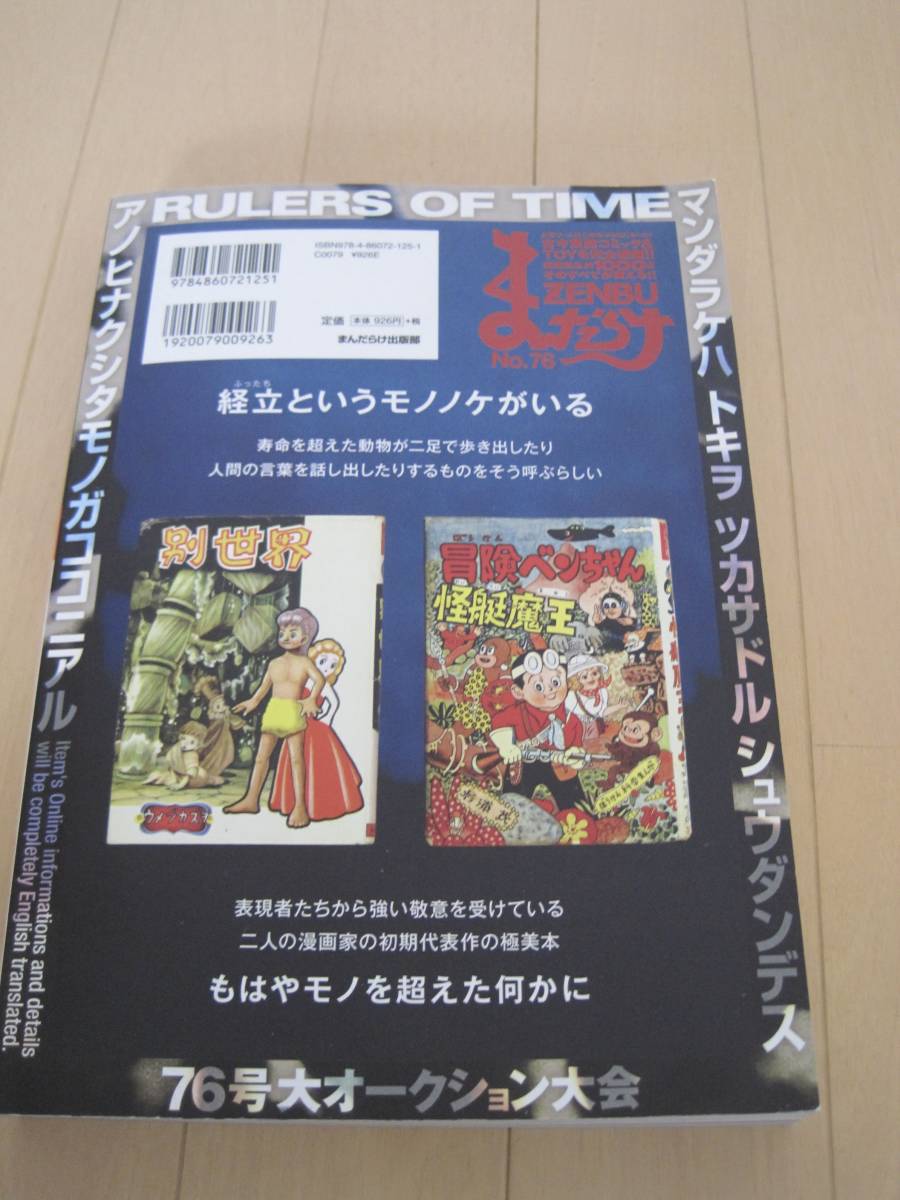 RULERS OF TIME
アノヒナクシタモノガココニアル
Item's Online informations and details
will be completely English translated.
マンダラケハ トキヲ ツカサドル シュウダンデス
9784860721251
1920079009263
ISBN978-4-86072-125-1
C0079 ¥926E
定価 本体 926円 +税
まんだらけ出版部
まんだらけ
ZENBU
No.76
ふったち
経立というモノノケがいる
寿命を超えた動物が二足で歩き出したり
人間の言葉を話し出したりするものをそう呼ぶらしい
別世界
ウメヅカズオ
ぼうけん
冒険ベンちゃん
怪艇魔王
表現者たちから強い敬意を受けている
二人の漫画家の初期代表作の極美本
もはやモノを超えた何かに
76号大オークション大会